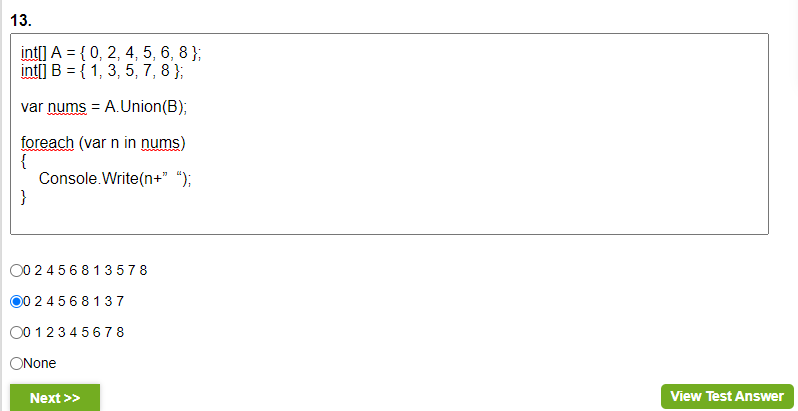 13.
int[] A = { 0, 2, 4, 5, 6, 8 };
int[] B = { 1, 3, 5, 7, 8 };
var nums = A.Union(B);
foreach (var n in nums)
{
Console.Write(n+”  “);
}
0 2 4 5 6 8 1 3 5 7 8
0 2 4 5 6 8 1 3 7
0 1 2 3 4 5 6 7 8
None
Next >>
View Test Answer